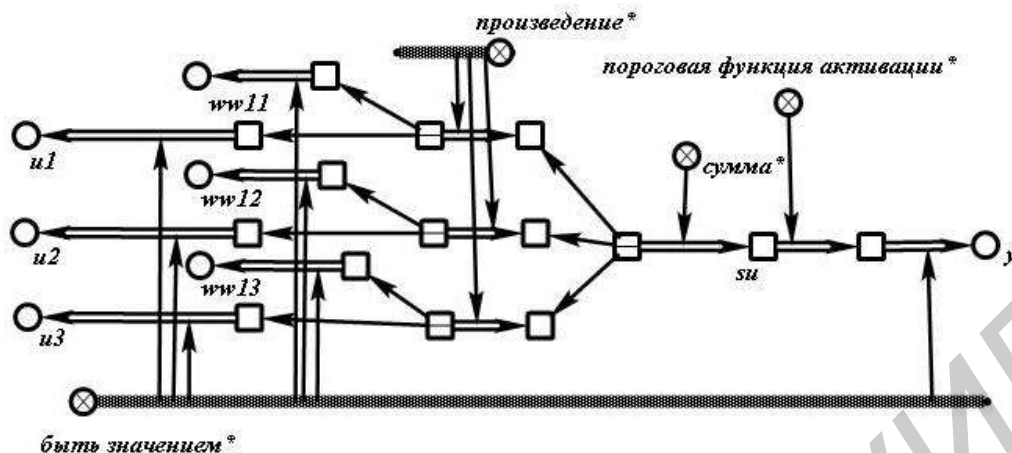 произведение*
пороговая функция активации*
ww11
u1
сумма*
ww12
u2
su
y
ww13
u3
быть значением*